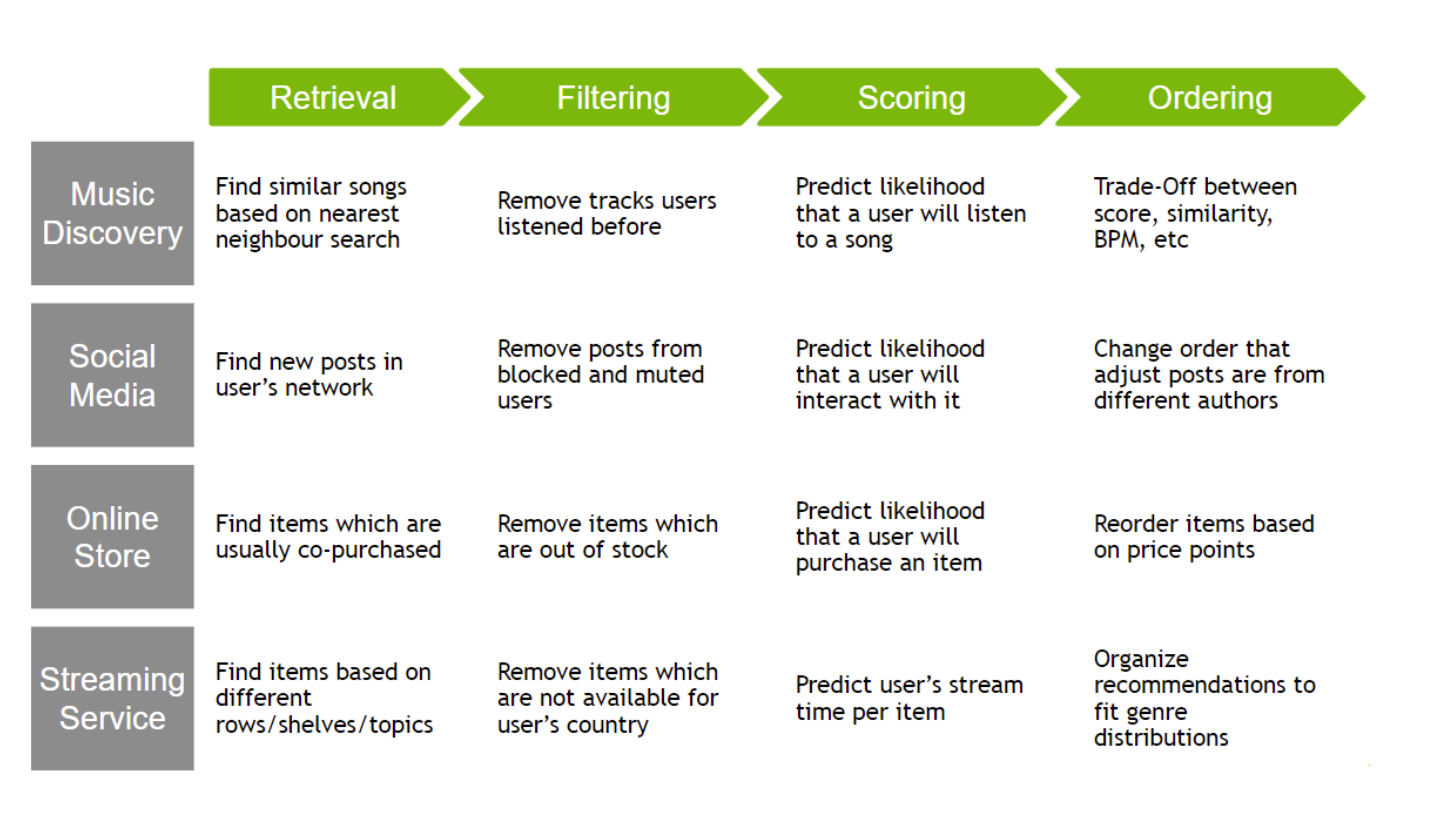 Retrieval
Filtering
Scoring
Ordering
Music
Discovery
Find similar songs
based on nearest
neighbour search
Remove tracks users
listened before
Predict likelihood
that a user will listen
to a song
Trade-Off between
score, similarity,
BPM, etc
Social
Media
Find new posts in
user's network
Remove posts from
blocked and muted
users
Predict likelihood
that a user will
interact with it
Change order that
adjust posts are from
different authors
Online
Store
Find items which are
usually co-purchased
Remove items which
are out of stock
Predict likelihood
that a user will
purchase an item
Reorder items based
on price points
Streaming
Service
Find items based on
different
rows/shelves/topics
Remove items which
are not available for
user's country
Predict user's stream
time per item
Organize
recommendations to
fit genre
distributions